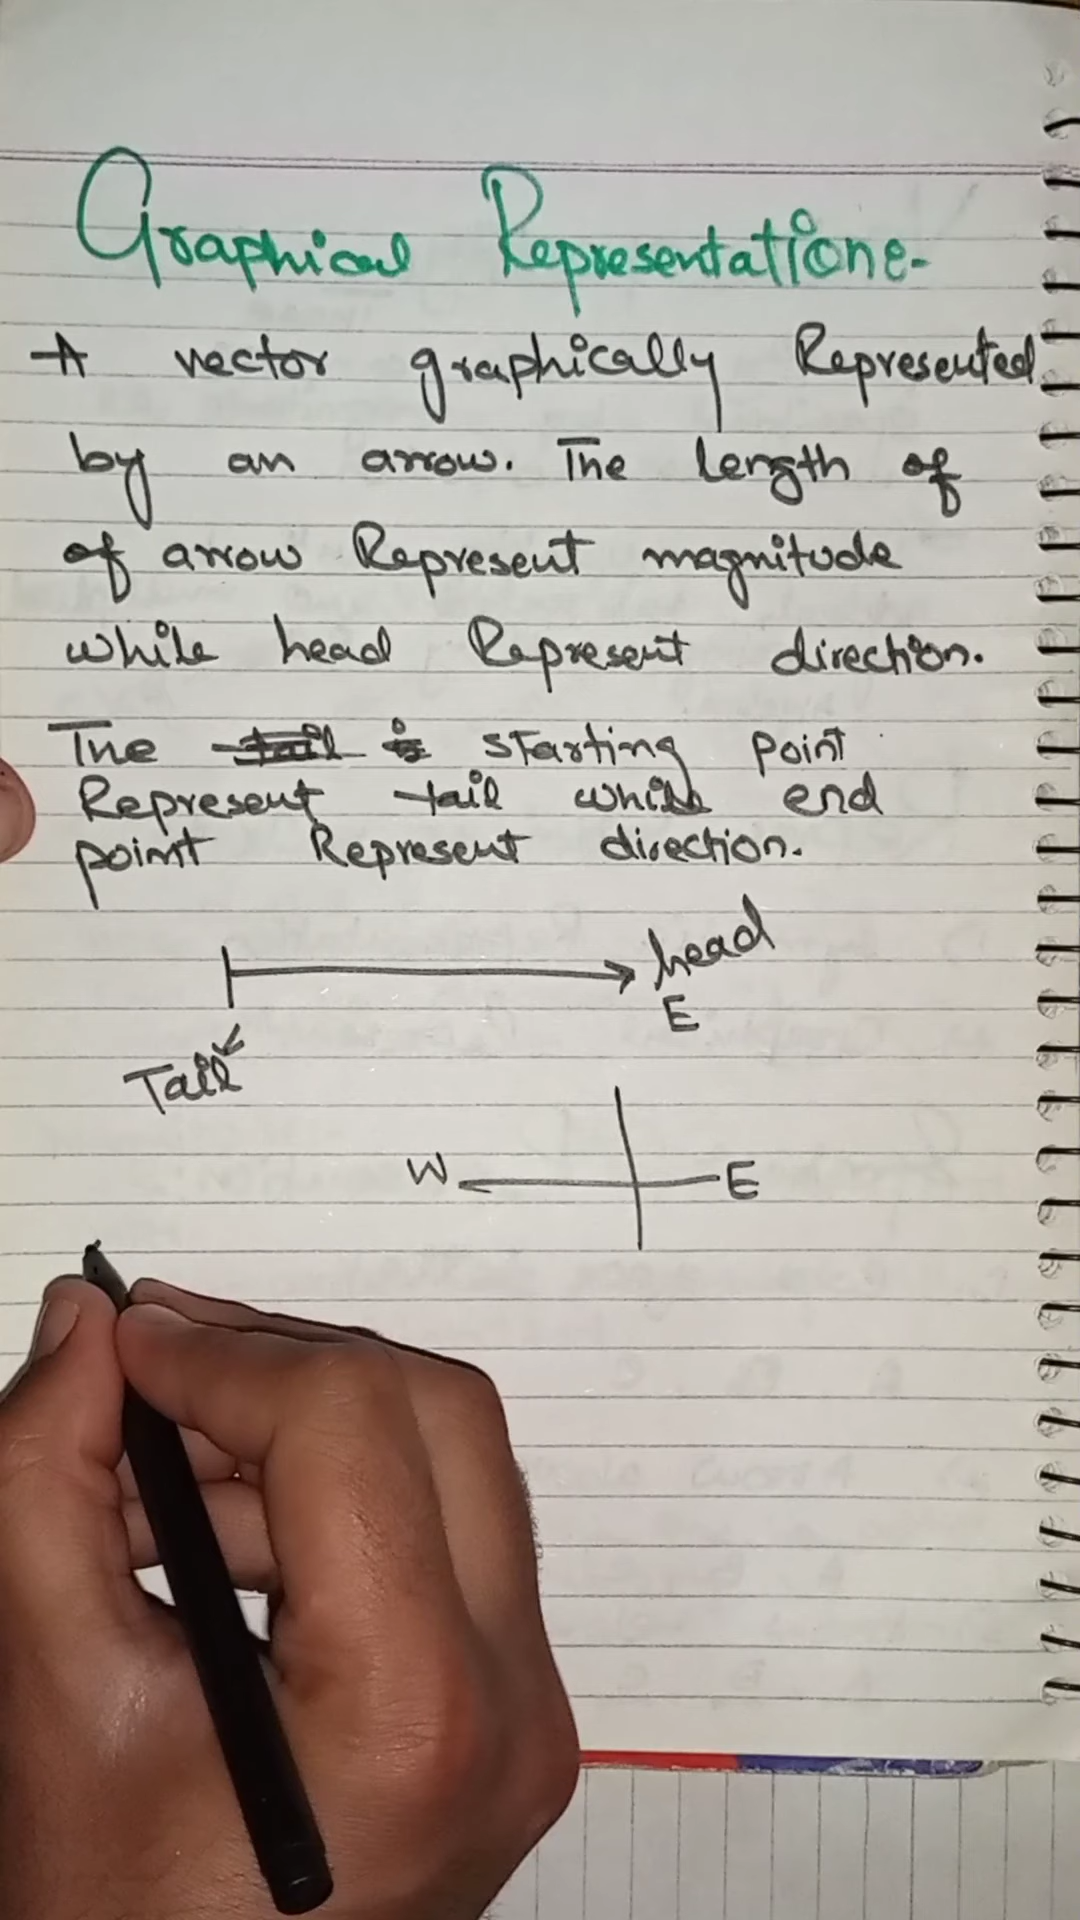 Graphical Representation:-
A vector graphically Represented
by an arrow. The length of
of arrow Represent magnitude
while head Represent direction.
The tail is starting point
Represent tail while end
point Represent direction.
head
E
Tail
W E